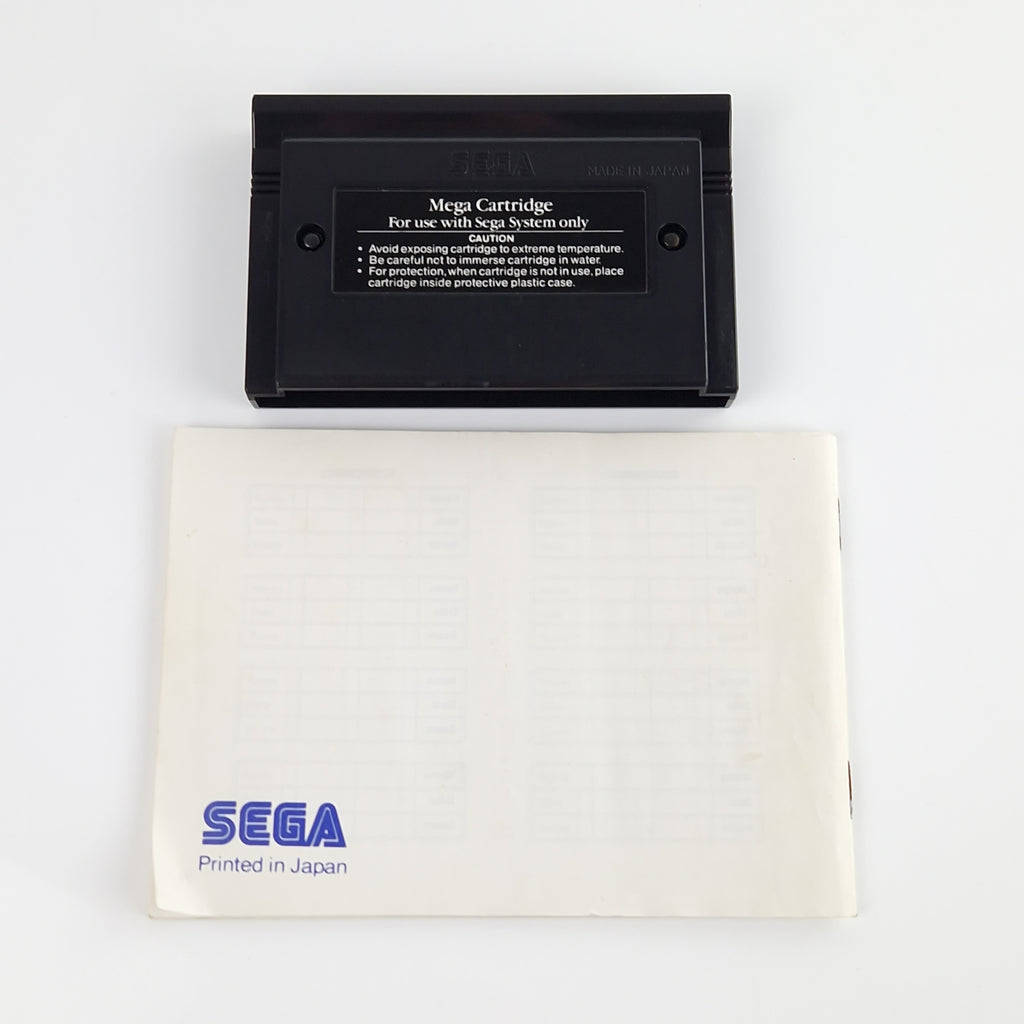 SEGA
MADE IN JAPAN
Mega Cartridge
For use with Sega System only
CAUTION
• Avoid exposing cartridge to extreme temperature.
• Be careful not to immerse cartridge in water.
• For protection, when cartridge is not in use, place
cartridge inside protective plastic case.
SEGA
Printed in Japan